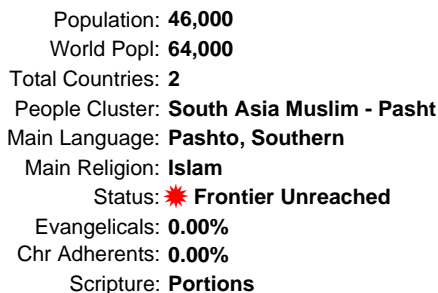 Population: 46,000
World Popl: 64,000
Total Countries: 2
People Cluster: South Asia Muslim - Pasht
Main Language: Pashto, Southern
Main Religion: Islam
Status: Frontier Unreached
Evangelicals: 0.00%
Chr Adherents: 0.00%
Scripture: Portions